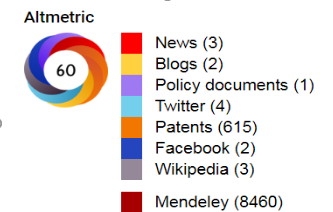 Altmetric
60
News (3)
Blogs (2)
Policy documents (1)
Twitter (4)
Patents (615)
Facebook (2)
Wikipedia (3)
Mendeley (8460)